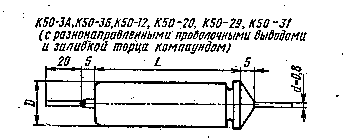 К50-3А,К50-3Б,К50-12, К50-20, К50-29, К50-31
(с разнонаправленными проволочными выводами
и заливкой торца компаундом)
20 5 L 5
D
d=0,8